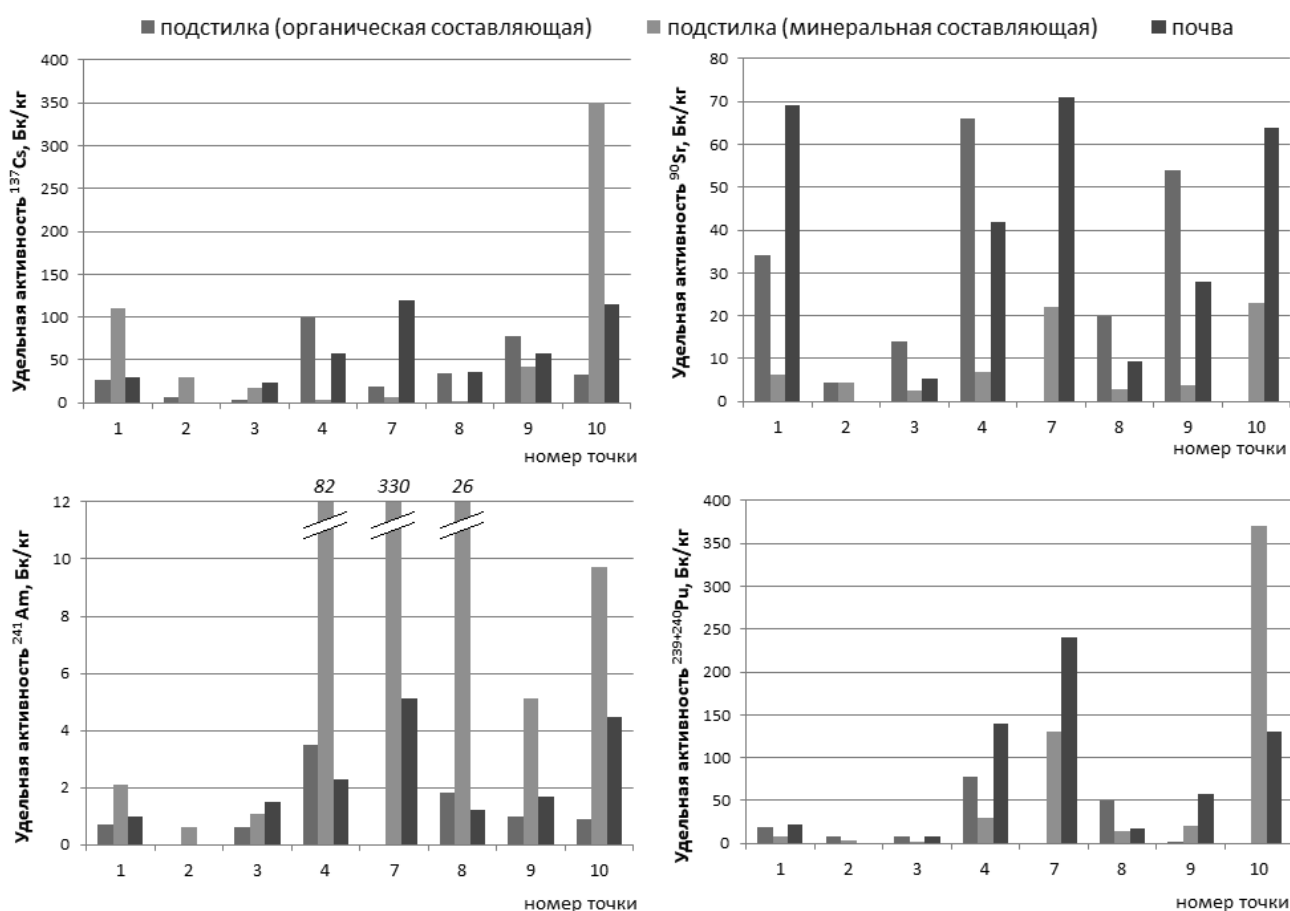 подстилка (органическая составляющая) подстилка (минеральная составляющая) почва
Удельная активность ¹³⁷Cs, Бк/кг
400
350
300
250
200
150
100
50
0
1 2 3 4 7 8 9 10
номер точки
Удельная активность ⁹⁰Sr, Бк/кг
80
70
60
50
40
30
20
10
0
1 2 3 4 7 8 9 10
номер точки
Удельная активность ²⁴¹Am, Бк/кг
82 330 26
12
10
8
6
4
2
0
1 2 3 4 7 8 9 10
номер точки
Удельная активность ²³⁹⁺²⁴⁰Pu, Бк/кг
400
350
300
250
200
150
100
50
0
1 2 3 4 7 8 9 10
номер точки